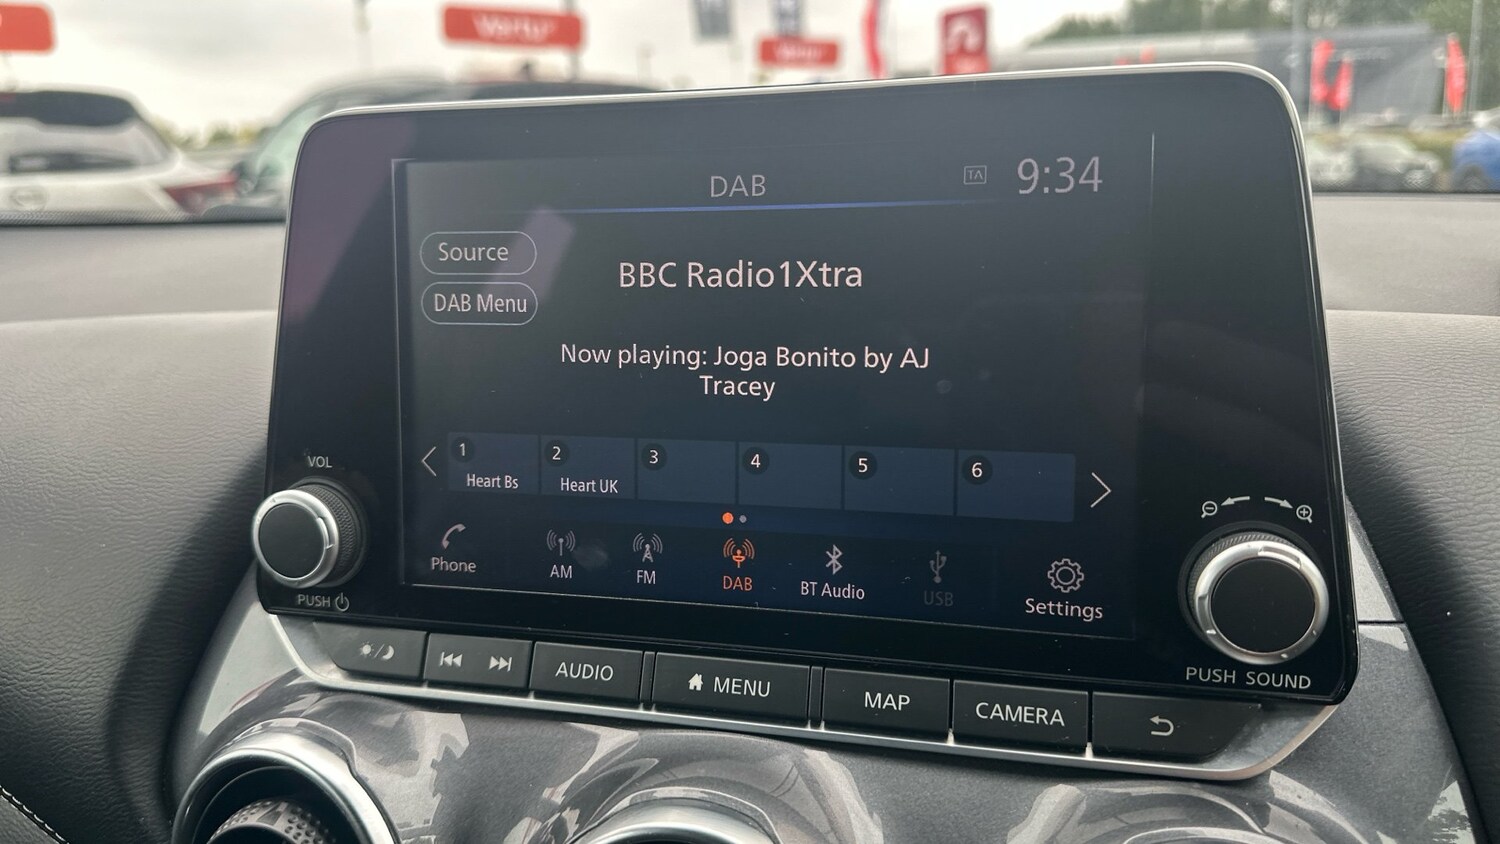 Vertu
DAB
TA
9:34
Source
DAB Menu
BBC Radio1Xtra
Now playing: Joga Bonito by AJ
Tracey
1
Heart Bs
2
Heart UK
3
4
5
6
Phone
AM
FM
DAB
BT Audio
USB
Settings
VOL
PUSH
PUSH SOUND
AUDIO
MENU
MAP
CAMERA